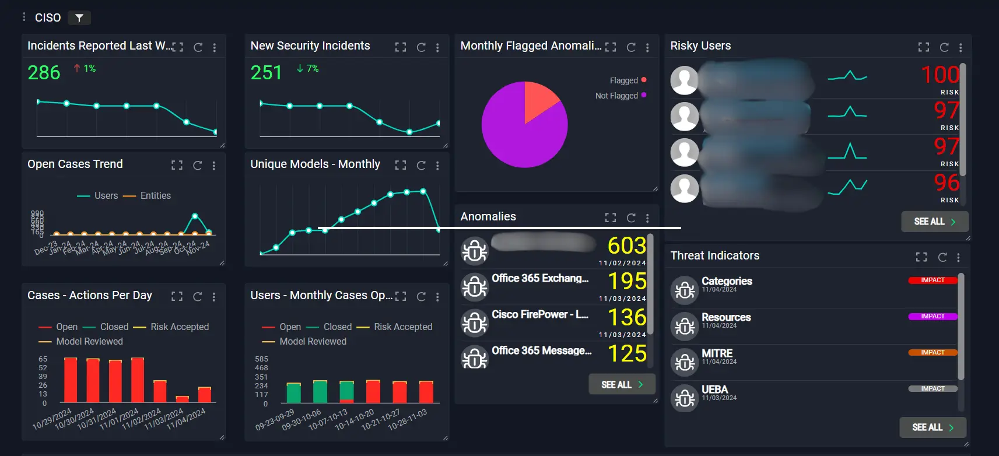 CISO
Incidents Reported Last W...
286
1%
New Security Incidents
251
7%
Monthly Flagged Anomali...
Flagged
Not Flagged
Risky Users
100
RISK
97
RISK
97
RISK
96
RISK
SEE ALL
Open Cases Trend
Users
Entities
990
825
660
495
330
165
0
Dec-23
Jan-24
Feb-24
Mar-24
Apr-24
May-24
Jun-24
Jul-24
Aug-24
Sep-24
Oct-24
Nov-24
Unique Models - Monthly
Anomalies
603
11/02/2024
Office 365 Exchang...
195
11/03/2024
Cisco FirePower - L...
136
11/03/2024
Office 365 Message...
125
SEE ALL
Threat Indicators
Categories
11/04/2024
IMPACT
Resources
11/04/2024
IMPACT
MITRE
11/04/2024
IMPACT
UEBA
11/03/2024
IMPACT
SEE ALL
Cases - Actions Per Day
Open
Closed
Risk Accepted
Model Reviewed
65
52
39
26
13
0
10/29/2024
10/30/2024
10/31/2024
11/01/2024
11/02/2024
11/03/2024
11/04/2024
Users - Monthly Cases Op...
Open
Closed
Risk Accepted
Model Reviewed
585
468
351
234
117
0
09-23-09-29
09-30-10-06
10-07-10-13
10-14-10-20
10-21-10-27
10-28-11-03